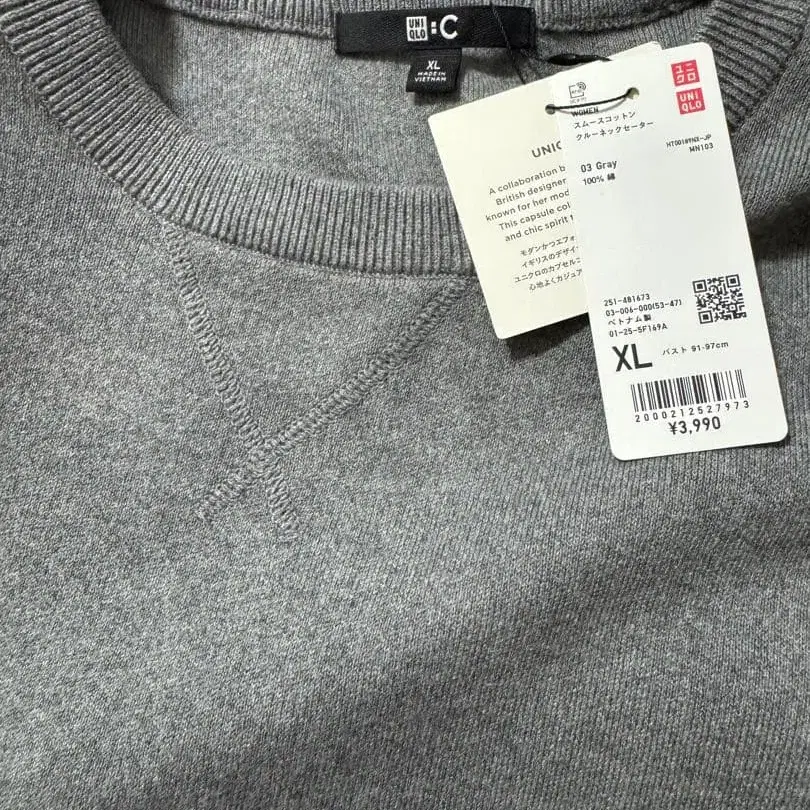 UNI QLO : C
XL
MADE IN
VIETNAM
UNIQ
A collaboration b
British designer
known for her mod
This capsule col
and chic spirit t
モダンかつエフォ
イギリスのデザイ
ユニクロのカプセルコ
心地よくカジュア
WOMEN
スムースコットン
クルーネックセーター
ユニ
クロ
UNI
QLO
HT00189NX-JP
MN103
03 Gray
100% 綿
251-481673
03-006-000(53-47)
ベトナム製
01-25-5F169A
XL バスト 91-97cm
2000212527973
¥3,990